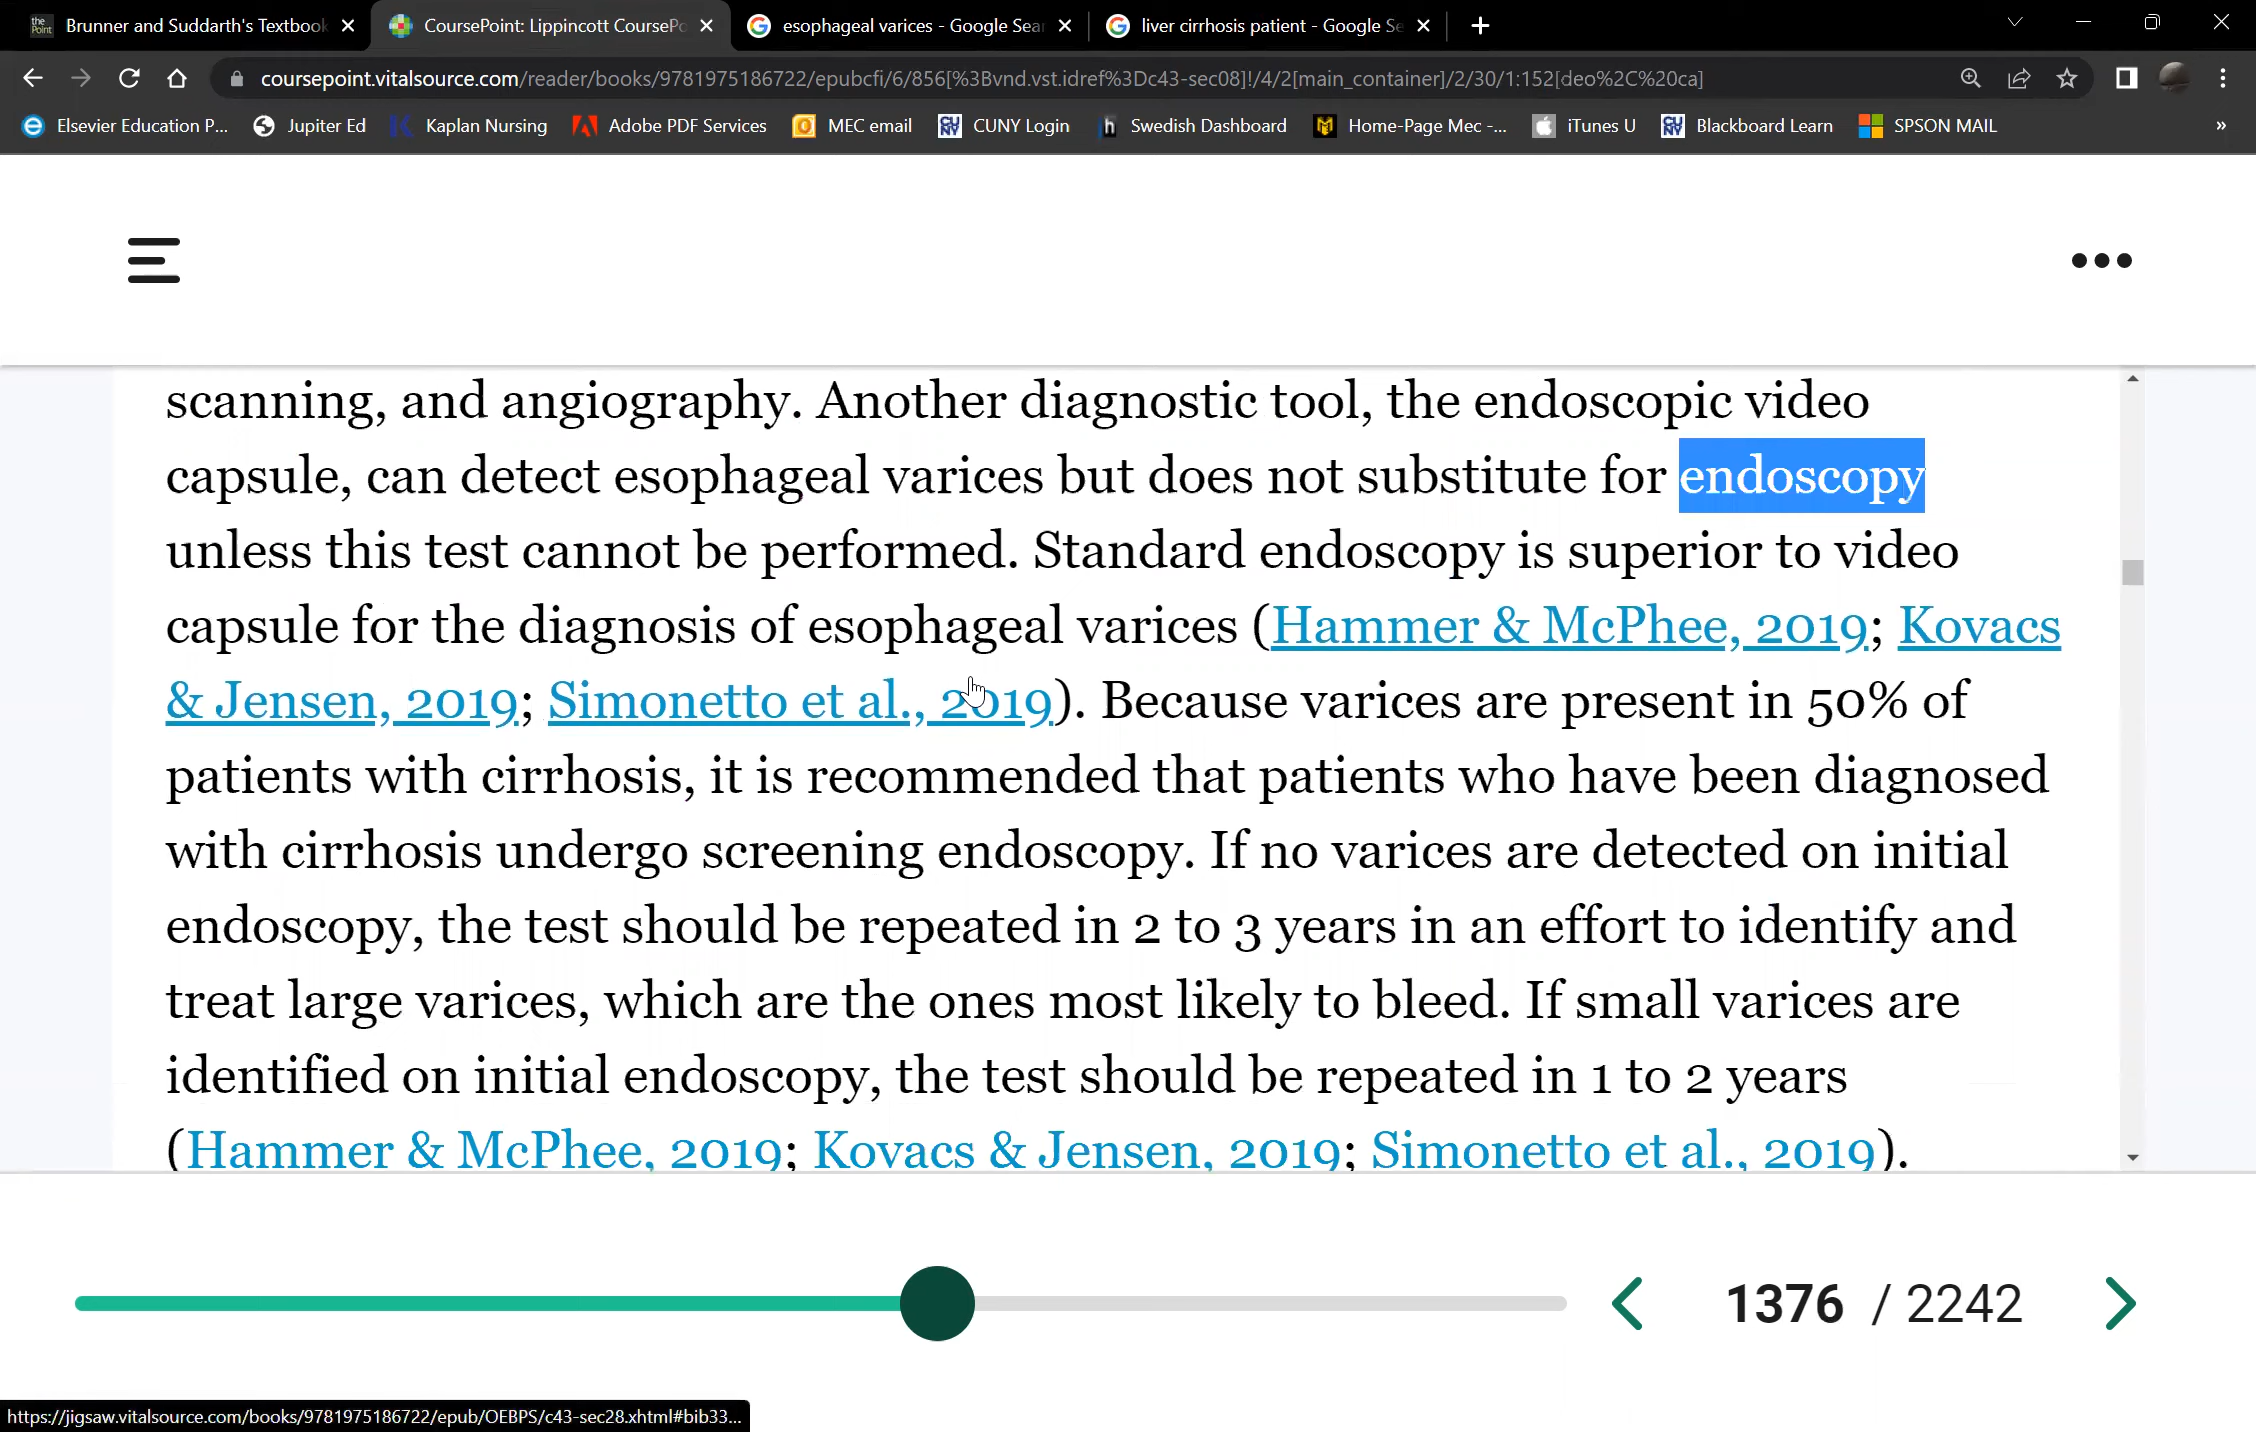 the Point
Brunner and Suddarth's Textbook
CoursePoint: Lippincott CoursePo
esophageal varices - Google Sear
liver cirrhosis patient - Google Se
coursepoint.vitalsource.com/reader/books/9781975186722/epubcfi/6/856[%3Bvnd.vst.idref%3Dc43-sec08]!/4/2[main_container]/2/30/1:152[deo%2C%20ca]
Elsevier Education P...
Jupiter Ed
Kaplan Nursing
Adobe PDF Services
MEC email
CUNY Login
Swedish Dashboard
Home-Page Mec -...
iTunes U
Blackboard Learn
SPSON MAIL
»
scanning, and angiography. Another diagnostic tool, the endoscopic video
capsule, can detect esophageal varices but does not substitute for endoscopy
unless this test cannot be performed. Standard endoscopy is superior to video
capsule for the diagnosis of esophageal varices (Hammer & McPhee, 2019; Kovacs
& Jensen, 2019; Simonetto et al., 2019). Because varices are present in 50% of
patients with cirrhosis, it is recommended that patients who have been diagnosed
with cirrhosis undergo screening endoscopy. If no varices are detected on initial
endoscopy, the test should be repeated in 2 to 3 years in an effort to identify and
treat large varices, which are the ones most likely to bleed. If small varices are
identified on initial endoscopy, the test should be repeated in 1 to 2 years
(Hammer & McPhee, 2019; Kovacs & Jensen, 2019; Simonetto et al., 2019).
1376 / 2242
https://jigsaw.vitalsource.com/books/9781975186722/epub/OEBPS/c43-sec28.xhtml#bib33...